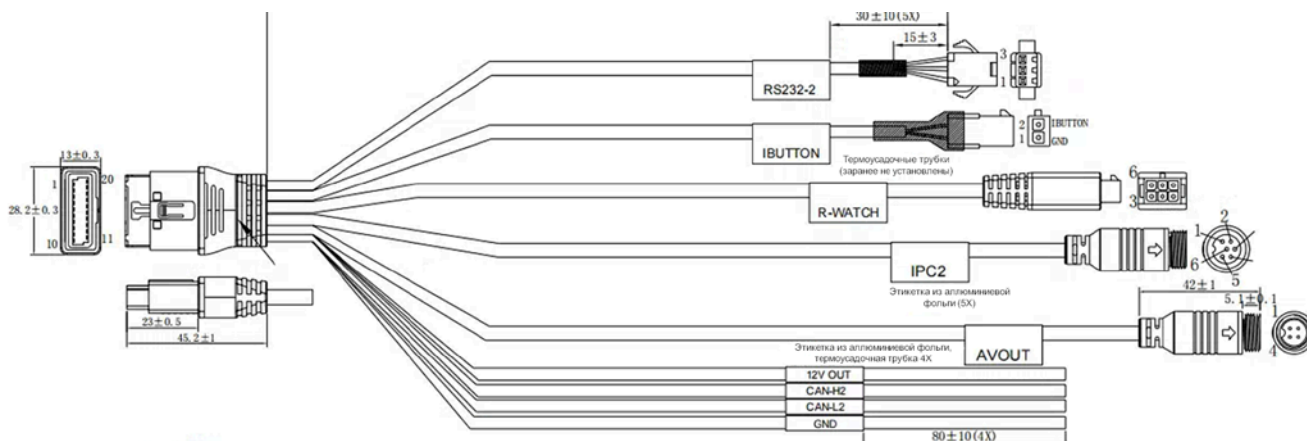 30±10(5X)
15±3
3
1
RS232-2
2
1
IBUTTON
GND
IBUTTON
Термоусадочные трубки
(заранее не установлены)
13±0.3
1
20
28.2±0.3
10
11
R-WATCH
6
3
IPC2
1
2
6
5
Этикетка из аллюминиевой
фольги (5X)
42±1
5.1±0.1
23±0.5
45.2±1
Этикетка из аллюминиевой фольги,
термоусадочная трубка 4X
AVOUT
1
4
12V OUT
CAN-H2
CAN-L2
GND
80±10(4X)